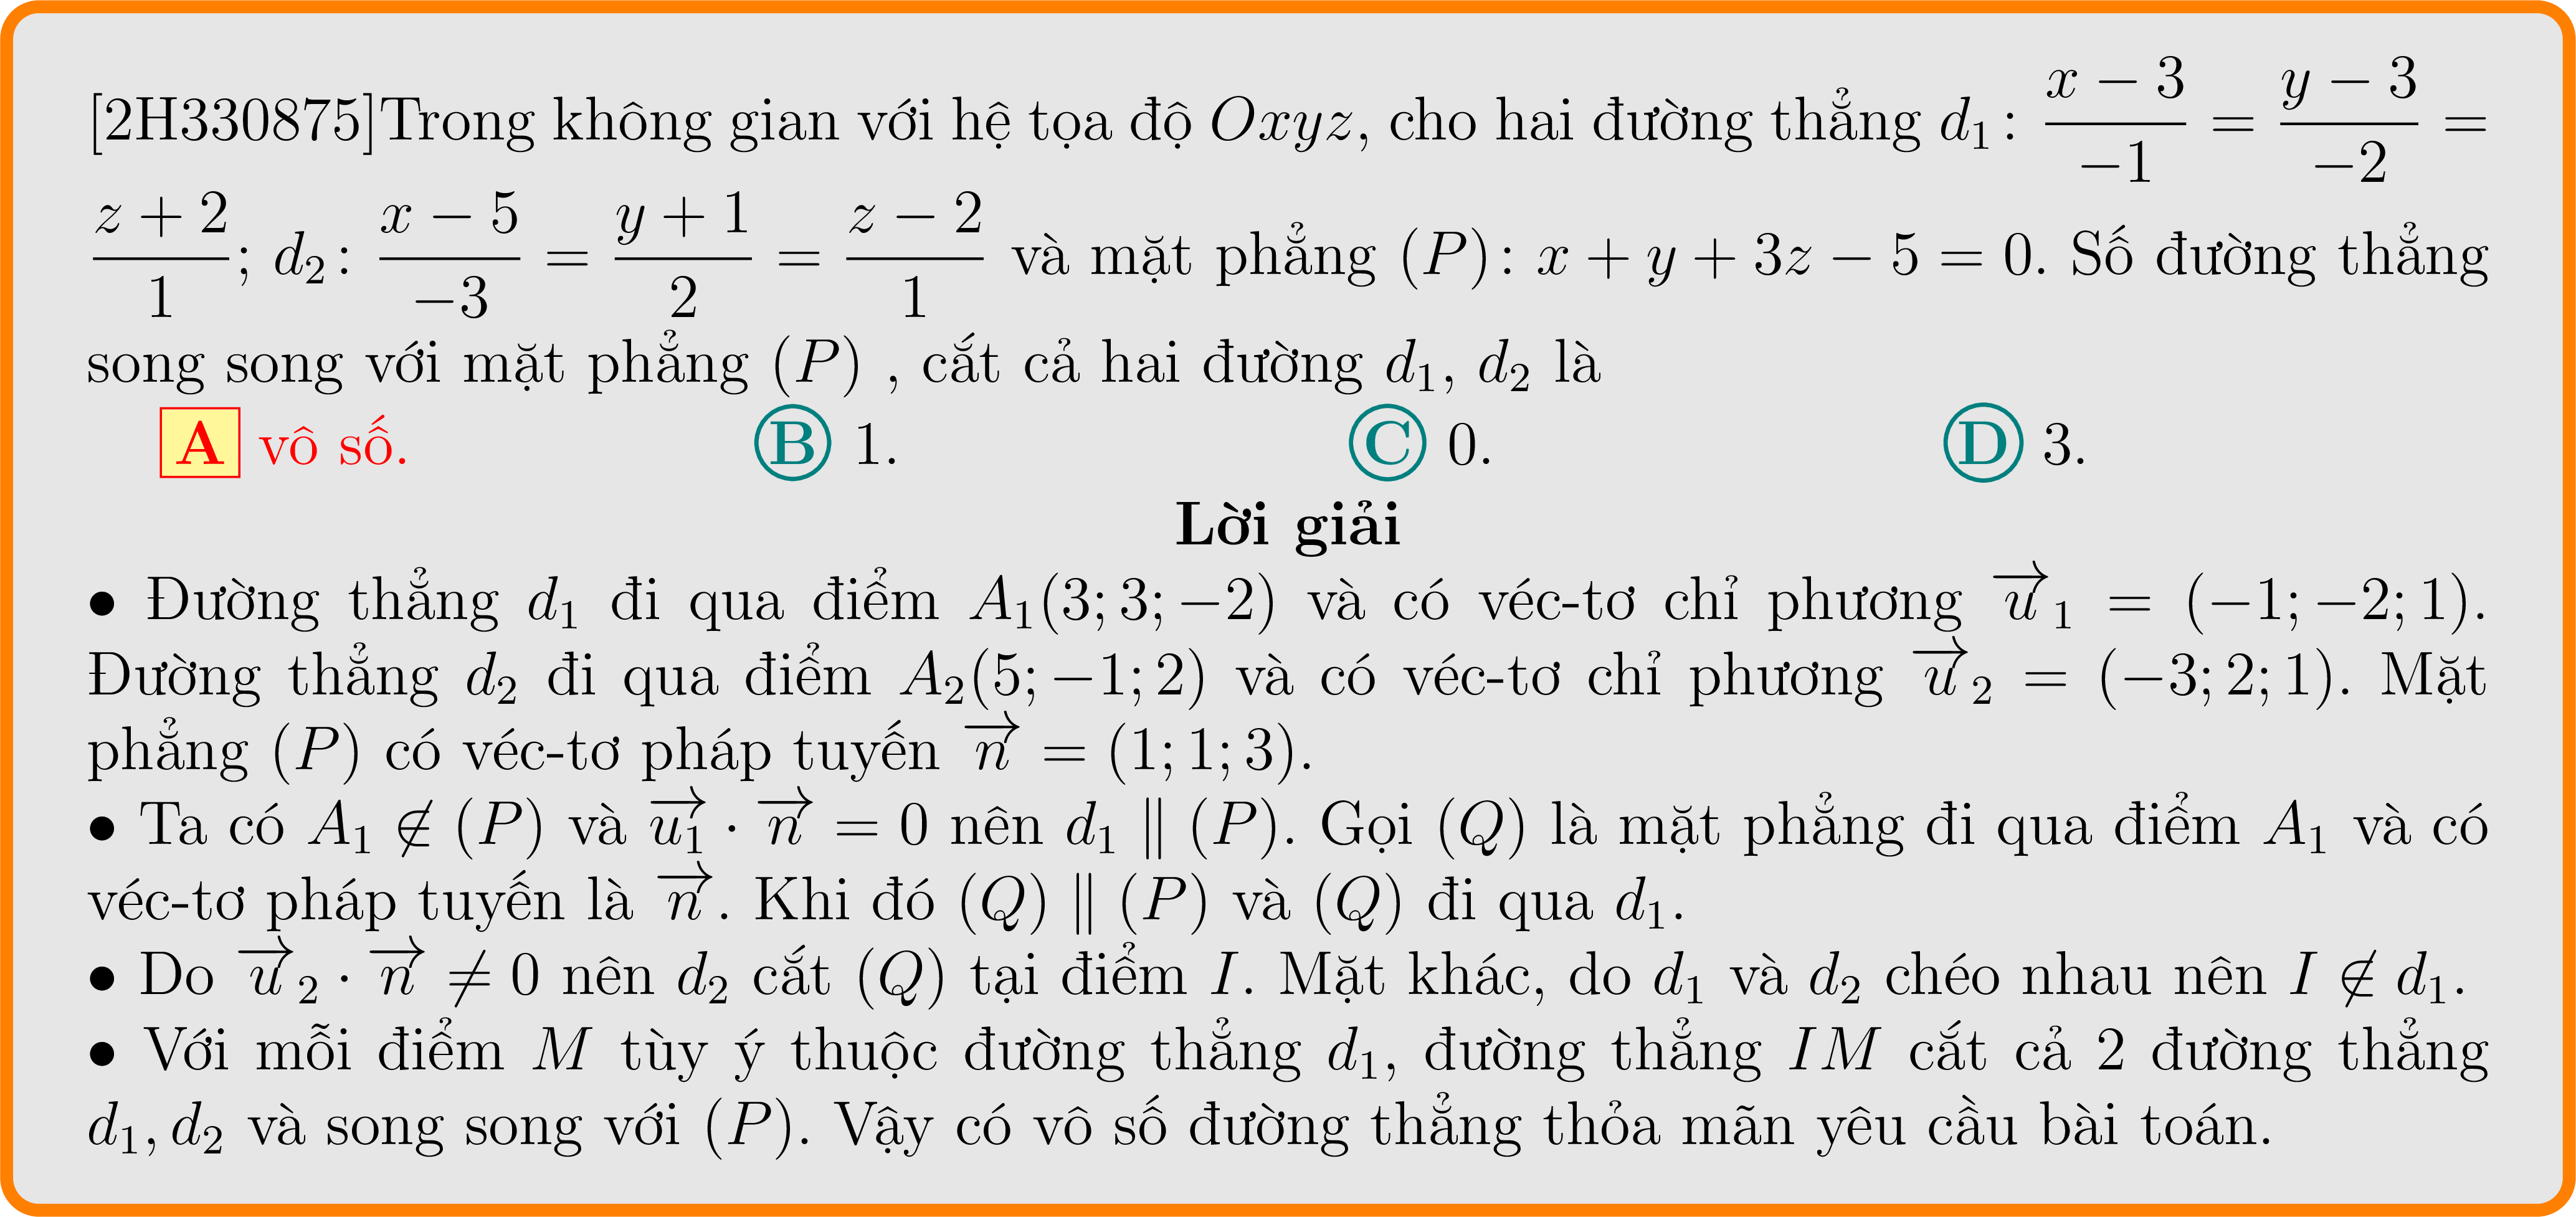 [2H330875]Trong không gian với hệ tọa độ $Oxyz$, cho hai đường thẳng $d_1\colon \dfrac{x-3}{-1} = \dfrac{y-3}{-2} =$
$\dfrac{z+2}{1}$; $d_2\colon \dfrac{x-5}{-3} = \dfrac{y+1}{2} = \dfrac{z-2}{1}$ và mặt phẳng $(P)\colon x+y+3z-5=0$. Số đường thẳng
song song với mặt phẳng $(P)$ , cắt cả hai đường $d_1$, $d_2$ là
A vô số. B 1. C 0. D 3.
Lời giải
• Đường thẳng $d_1$ đi qua điểm $A_1(3;3;-2)$ và có véc-tơ chỉ phương $\overrightarrow{u}_1 = (-1;-2;1)$.
Đường thẳng $d_2$ đi qua điểm $A_2(5;-1;2)$ và có véc-tơ chỉ phương $\overrightarrow{u}_2 = (-3;2;1)$. Mặt
phẳng $(P)$ có véc-tơ pháp tuyến $\overrightarrow{n} = (1;1;3)$.
• Ta có $A_1 \notin (P)$ và $\overrightarrow{u_1} \cdot \overrightarrow{n} = 0$ nên $d_1 \parallel (P)$. Gọi $(Q)$ là mặt phẳng đi qua điểm $A_1$ và có
véc-tơ pháp tuyến là $\overrightarrow{n}$. Khi đó $(Q) \parallel (P)$ và $(Q)$ đi qua $d_1$.
• Do $\overrightarrow{u}_2 \cdot \overrightarrow{n} \neq 0$ nên $d_2$ cắt $(Q)$ tại điểm $I$. Mặt khác, do $d_1$ và $d_2$ chéo nhau nên $I \notin d_1$.
• Với mỗi điểm $M$ tùy ý thuộc đường thẳng $d_1$, đường thẳng $IM$ cắt cả 2 đường thẳng
$d_1, d_2$ và song song với $(P)$. Vậy có vô số đường thẳng thỏa mãn yêu cầu bài toán.